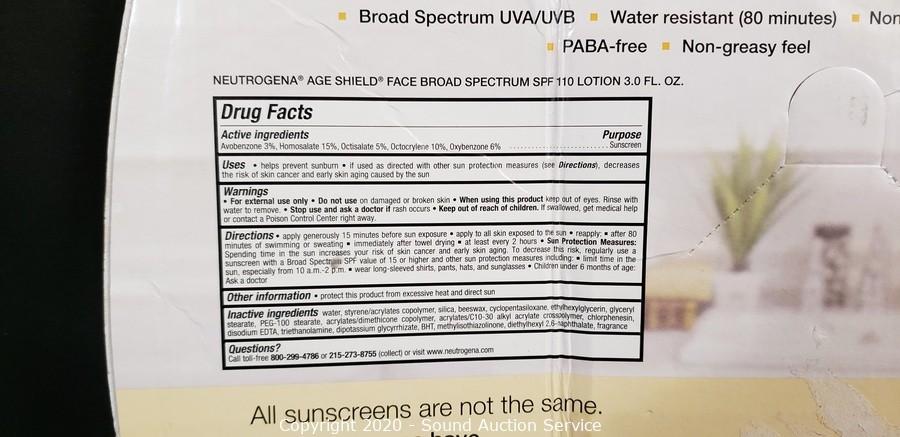 Broad Spectrum UVA/UVB ▪ Water resistant (80 minutes) ▪ Non
▪ PABA-free ▪ Non-greasy feel
NEUTROGENA® AGE SHIELD® FACE BROAD SPECTRUM SPF 110 LOTION 3.0 FL. OZ.
Drug Facts
Active ingredients Purpose
Avobenzone 3%, Homosalate 15%, Octisalate 5%, Octocrylene 10%, Oxybenzone 6% .......................... Sunscreen
Uses • helps prevent sunburn • if used as directed with other sun protection measures (see Directions), decreases
the risk of skin cancer and early skin aging caused by the sun
Warnings
• For external use only • Do not use on damaged or broken skin • When using this product keep out of eyes. Rinse with
water to remove. • Stop use and ask a doctor if rash occurs • Keep out of reach of children. If swallowed, get medical help
or contact a Poison Control Center right away.
Directions • apply generously 15 minutes before sun exposure • apply to all skin exposed to the sun • reapply: ▪ after 80
minutes of swimming or sweating ▪ immediately after towel drying ▪ at least every 2 hours • Sun Protection Measures:
Spending time in the sun increases your risk of skin cancer and early skin aging. To decrease this risk, regularly use a
sunscreen with a Broad Spectrum SPF value of 15 or higher and other sun protection measures including: ▪ limit time in the
sun, especially from 10 a.m.-2 p.m. ▪ wear long-sleeved shirts, pants, hats, and sunglasses • Children under 6 months of age:
Ask a doctor
Other information • protect this product from excessive heat and direct sun
Inactive ingredients water, styrene/acrylates copolymer, silica, beeswax, cyclopentasiloxane, ethylhexylglycerin, glyceryl
stearate, PEG-100 stearate, acrylates/dimethicone copolymer, acrylates/C10-30 alkyl acrylate crosspolymer, chlorphenesin,
disodium EDTA, triethanolamine, dipotassium glycyrrhizate, BHT, methylisothiazolinone, diethylhexyl 2,6-naphthalate, fragrance
Questions?
Call toll-free 800-299-4786 or 215-273-8755 (collect) or visit www.neutrogena.com
All sunscreens are not the same.
Copyright 2020 - Sound Auction Service
have